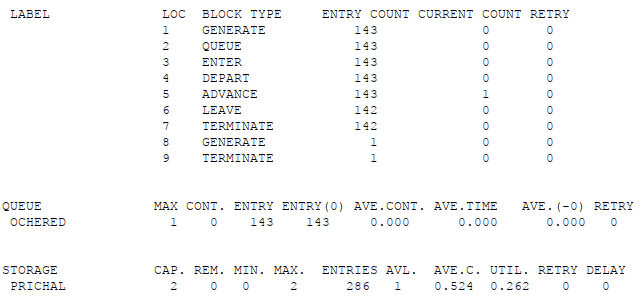 LABEL LOC BLOCK TYPE ENTRY COUNT CURRENT COUNT RETRY
1 GENERATE 143 0 0
2 QUEUE 143 0 0
3 ENTER 143 0 0
4 DEPART 143 0 0
5 ADVANCE 143 1 0
6 LEAVE 142 0 0
7 TERMINATE 142 0 0
8 GENERATE 1 0 0
9 TERMINATE 1 0 0
QUEUE MAX CONT. ENTRY ENTRY(0) AVE.CONT. AVE.TIME AVE.(-0) RETRY
OCHERED 1 0 143 143 0.000 0.000 0.000 0
STORAGE CAP. REM. MIN. MAX. ENTRIES AVL. AVE.C. UTIL. RETRY DELAY
PRICHAL 2 0 0 2 286 1 0.524 0.262 0 0